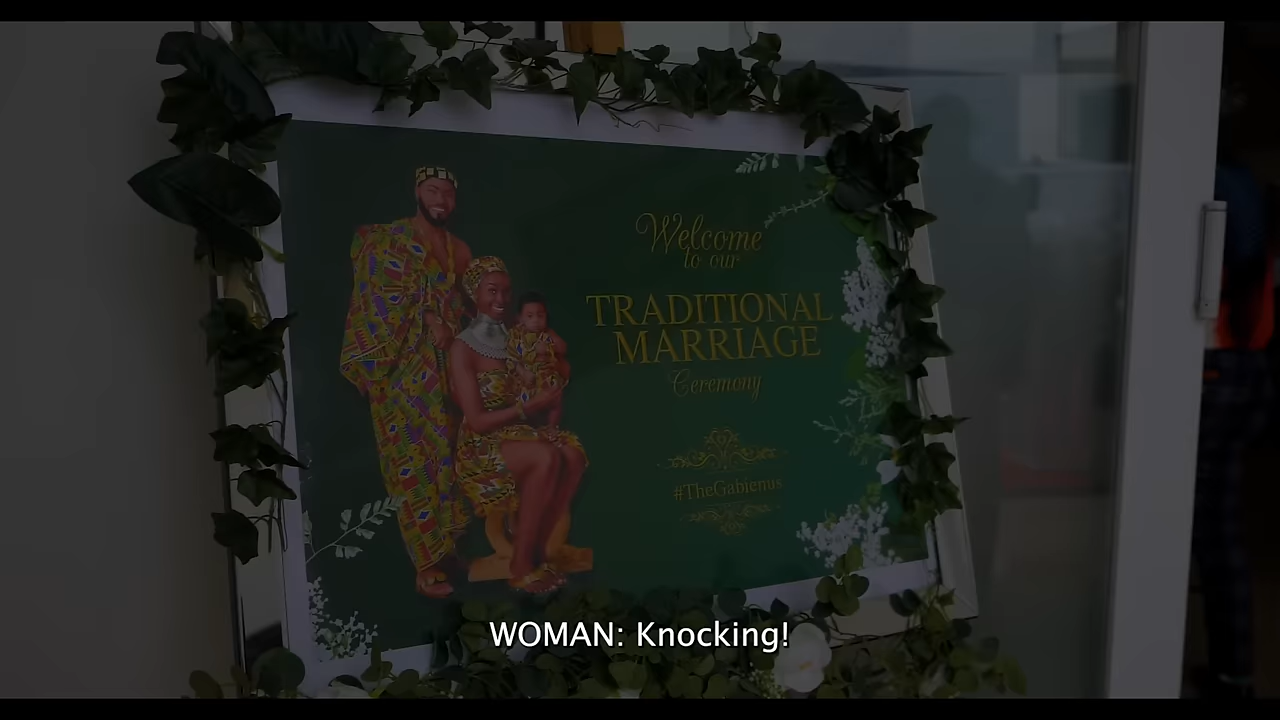 Welcome
to our
TRADITIONAL
MARRIAGE
Ceremony
#TheGabienus
WOMAN: Knocking!